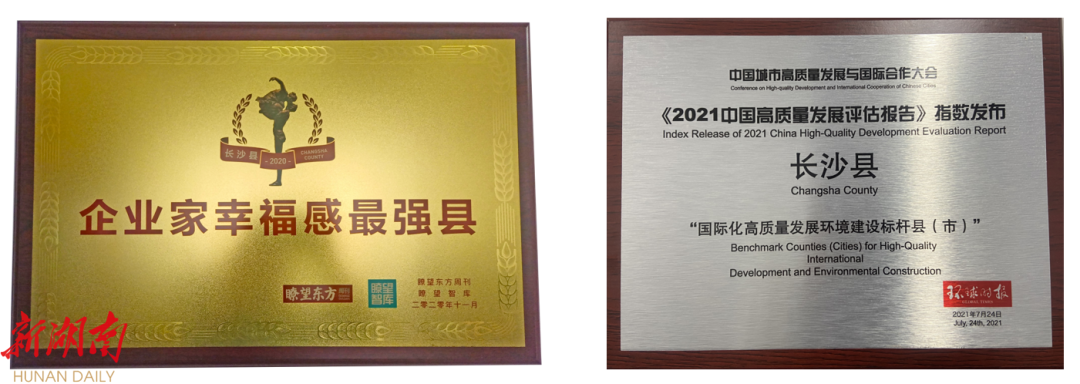 长沙县
-2020-
CHANGSHA
COUNTY
企业家幸福感最强县
瞭望东方
瞭望
智库
瞭望东方周刊
瞭望智库
二二零年十一月
新湖南
HUNAN DAILY
中国城市高质量发展与国际合作大会
Conference on High-quality Development and International Cooperation of Chinese Cities
《2021中国高质量发展评估报告》指数发布
Index Release of 2021 China High-Quality Development Evaluation Report
长沙县
Changsha County
“国际化高质量发展环境建设标杆县（市）”
Benchmark Counties (Cities) for High-Quality
International
Development and Environmental Construction
环球时报
2021年7月24日
July, 24th, 2021